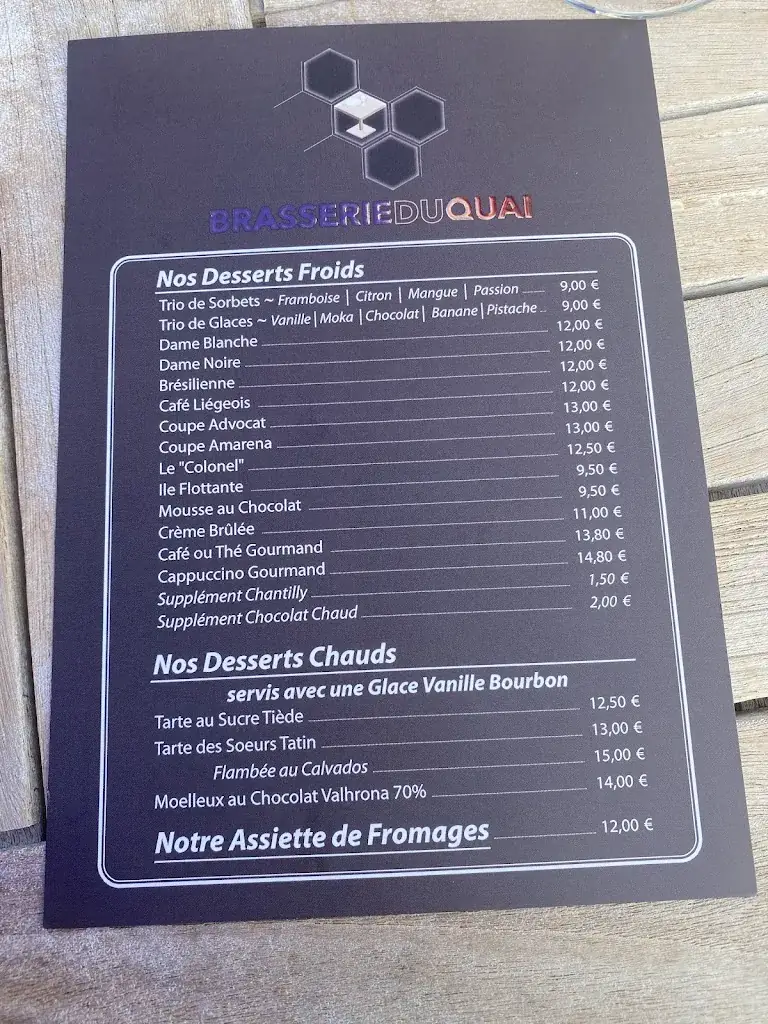 BRASSERIEDUQUAI
Nos Desserts Froids
Trio de Sorbets ~ Framboise | Citron | Mangue | Passion 9,00 €
Trio de Glaces ~ Vanille | Moka | Chocolat | Banane | Pistache 9,00 €
Dame Blanche 12,00 €
Dame Noire 12,00 €
Brésilienne 12,00 €
Café Liégeois 12,00 €
Coupe Advocat 13,00 €
Coupe Amarena 13,00 €
Le "Colonel" 12,50 €
Ile Flottante 9,50 €
Mousse au Chocolat 9,50 €
Crème Brûlée 11,00 €
Café ou Thé Gourmand 13,80 €
Cappuccino Gourmand 14,80 €
Supplément Chantilly 1,50 €
Supplément Chocolat Chaud 2,00 €
Nos Desserts Chauds
servis avec une Glace Vanille Bourbon
Tarte au Sucre Tiède 12,50 €
Tarte des Soeurs Tatin 13,00 €
Flambée au Calvados 15,00 €
Moelleux au Chocolat Valhrona 70% 14,00 €
Notre Assiette de Fromages 12,00 €